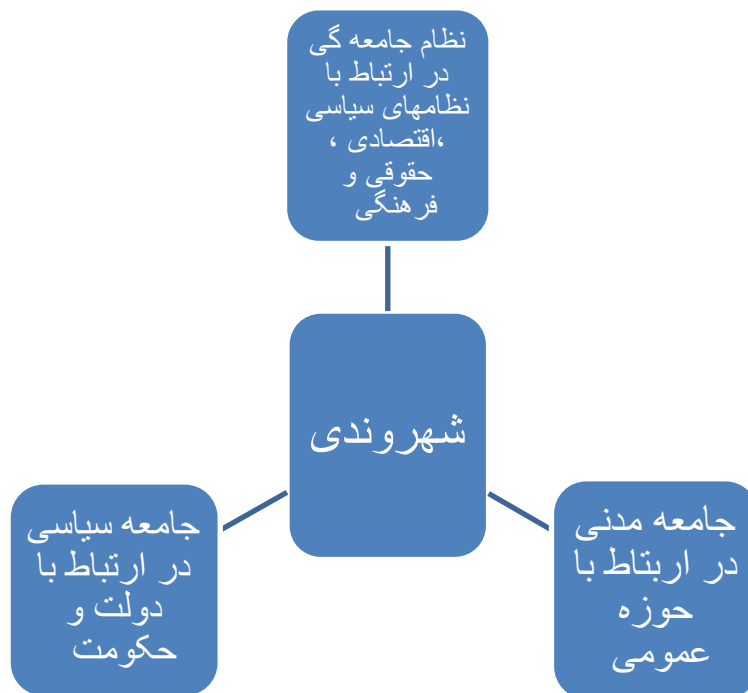 نظام جامعه گی
در ارتباط با
نظامهای سیاسی
،اقتصادی ،
حقوقی و
فرهنگی
شهروندی
جامعه مدنی
در اربتاط با
حوزه
عمومی
جامعه سیاسی
در ارتباط با
دولت و
حکومت